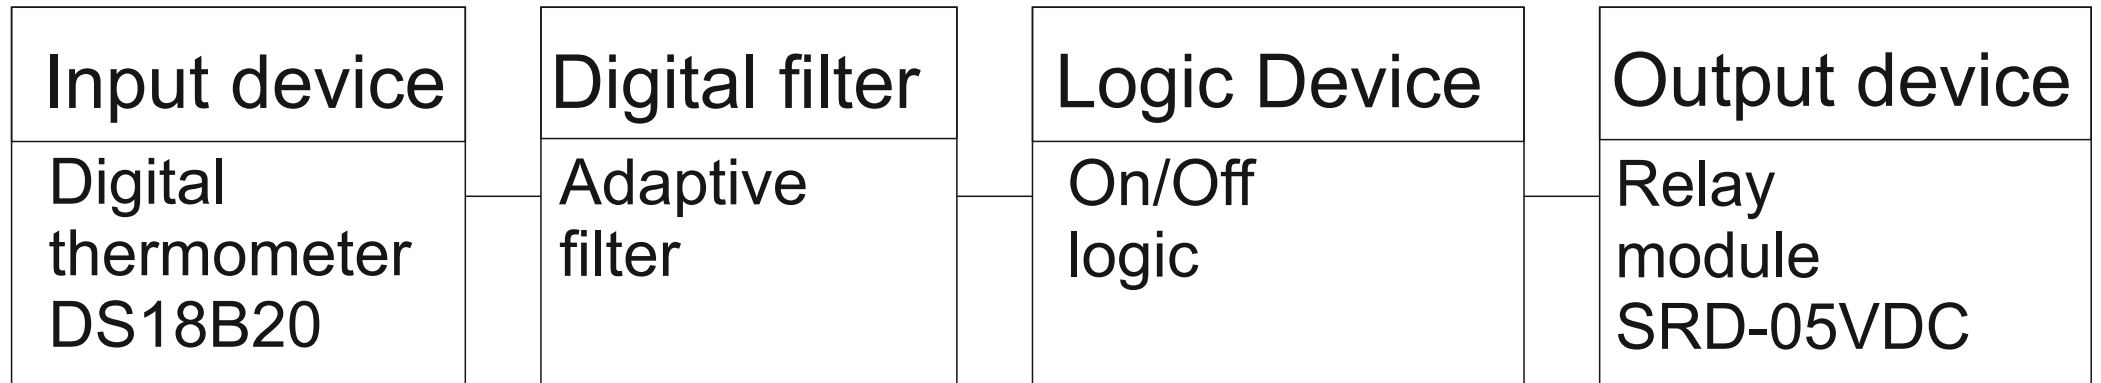 Input device
Digital
thermometer
DS18B20
Digital filter
Adaptive
filter
Logic Device
On/Off
logic
Output device
Relay
module
SRD-05VDC